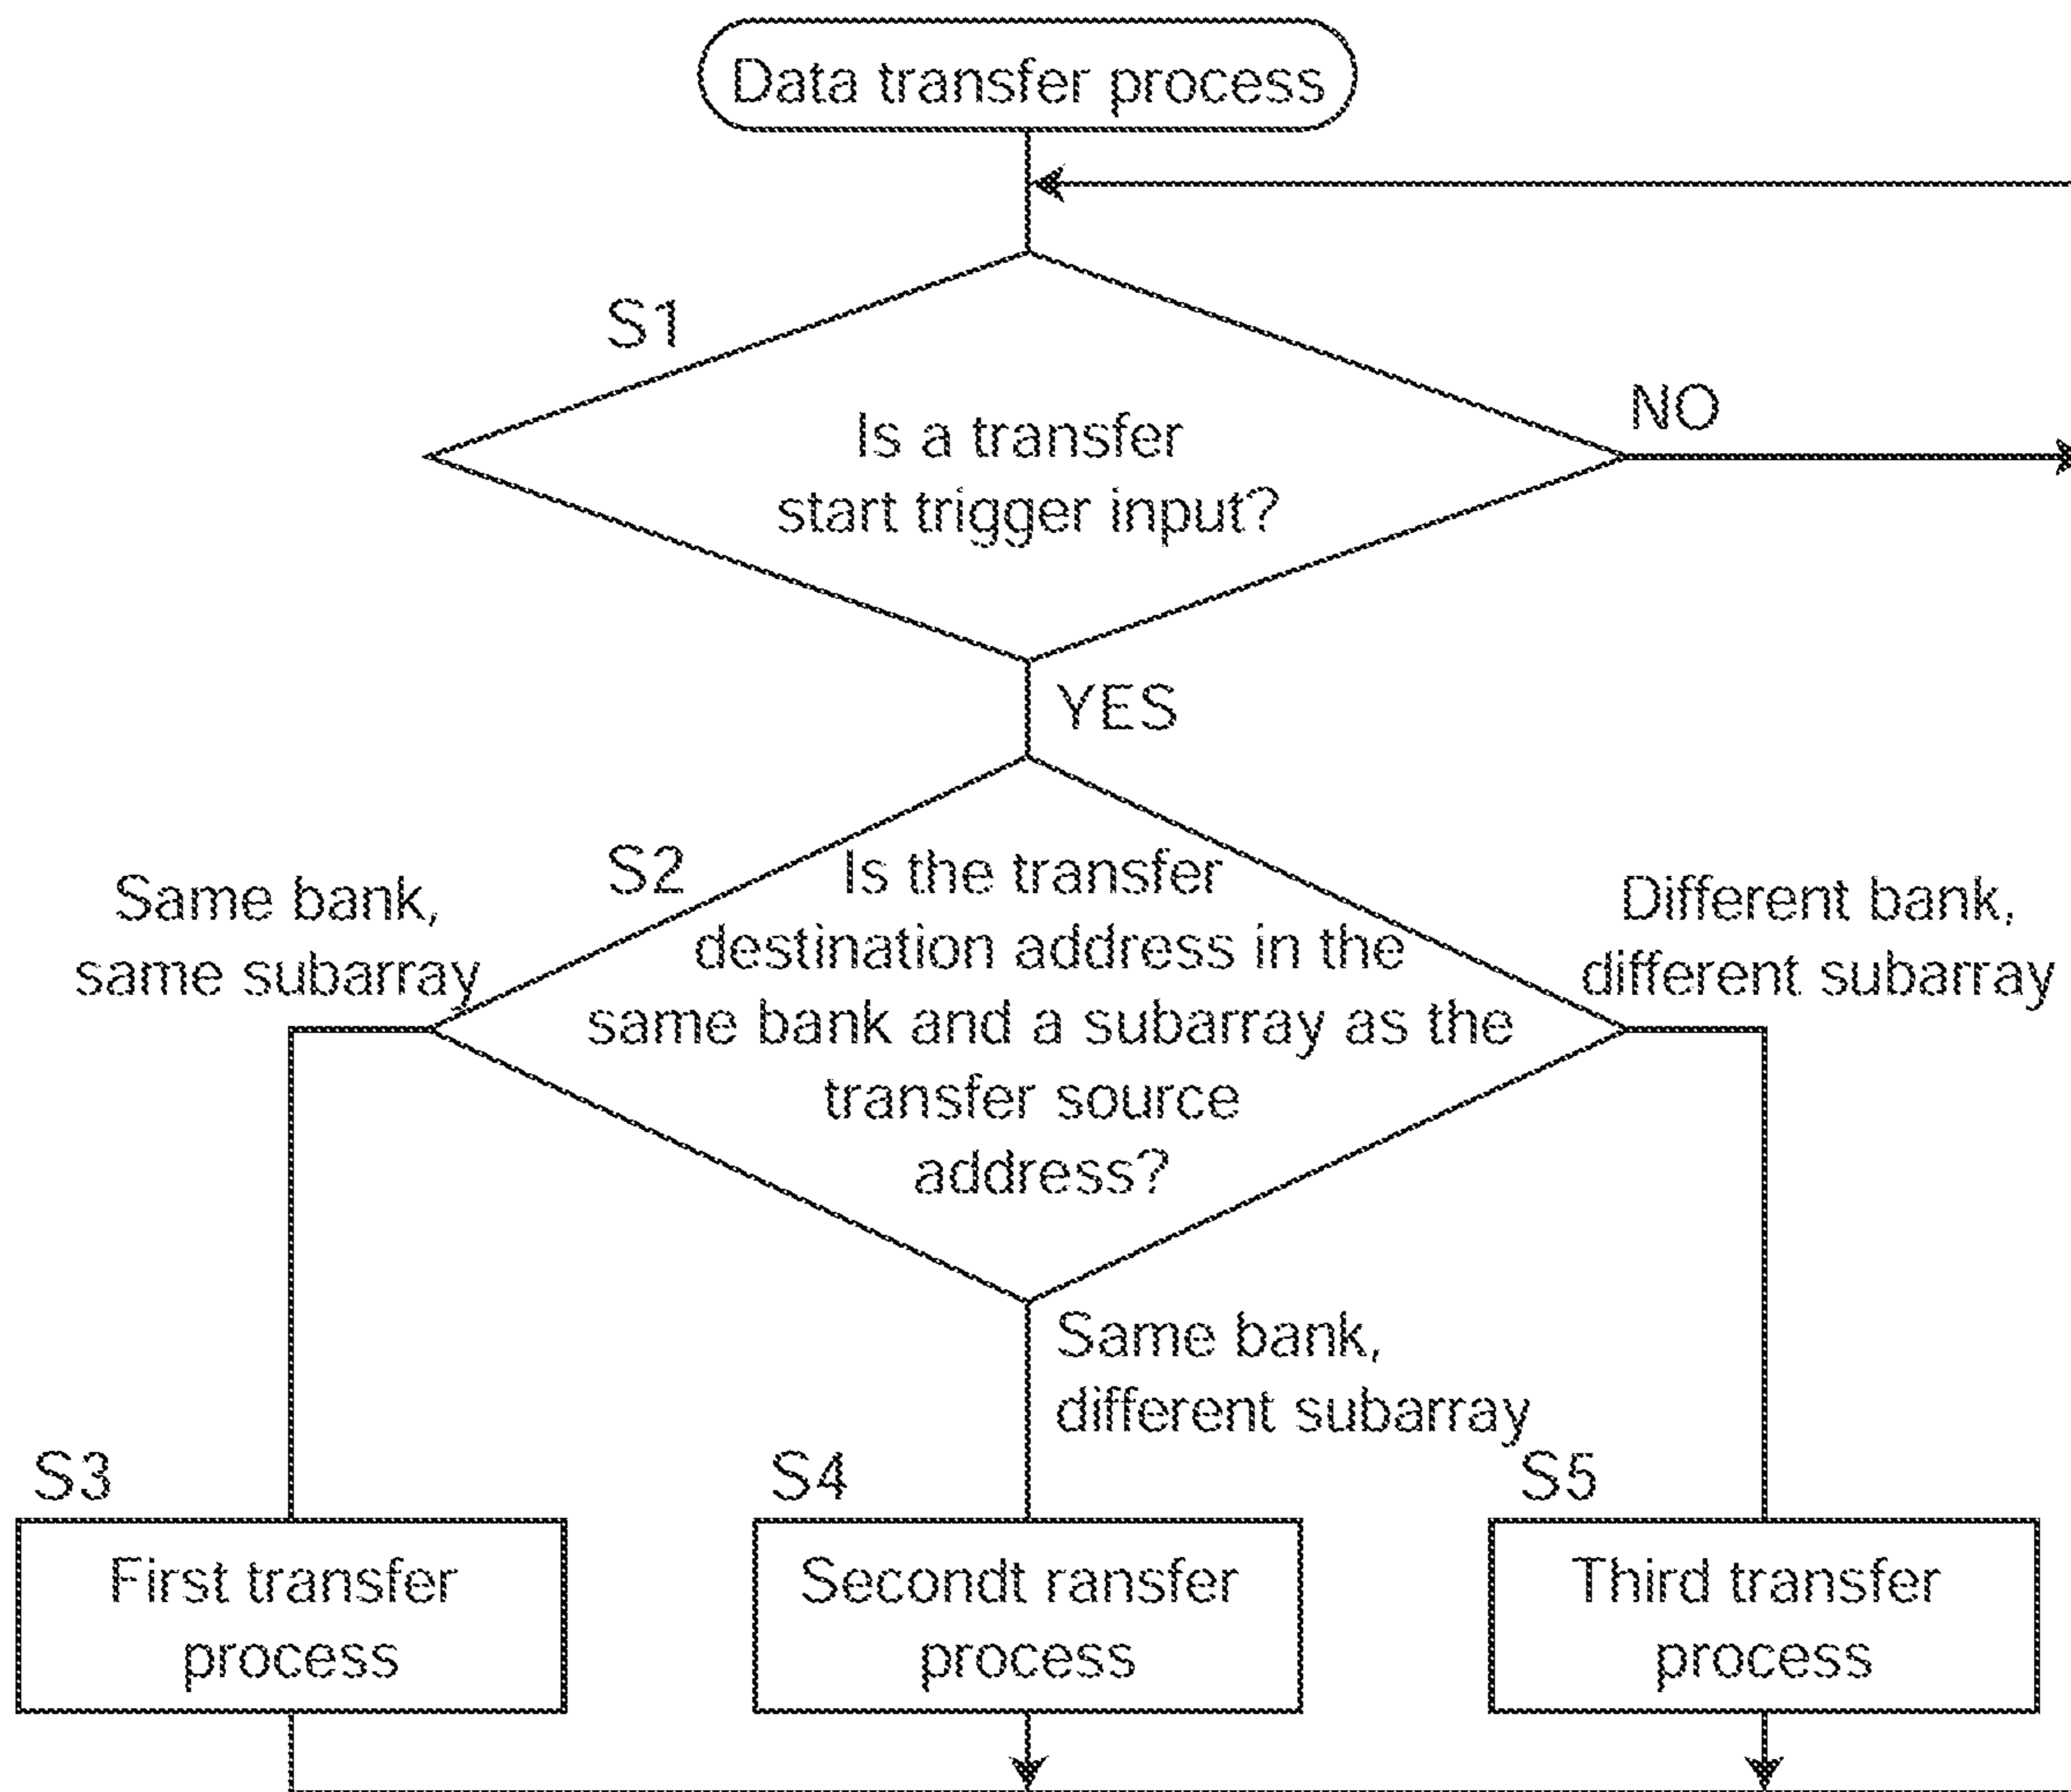 Data transfer process
S1
Is a transfer
start trigger input?
NO
YES
S2
Is the transfer
destination address in the
same bank and a subarray as the
transfer source
address?
Same bank,
same subarray
Different bank,
different subarray
Same bank,
different subarray
S3
First transfer
process
S4
Secondt ransfer
process
S5
Third transfer
process